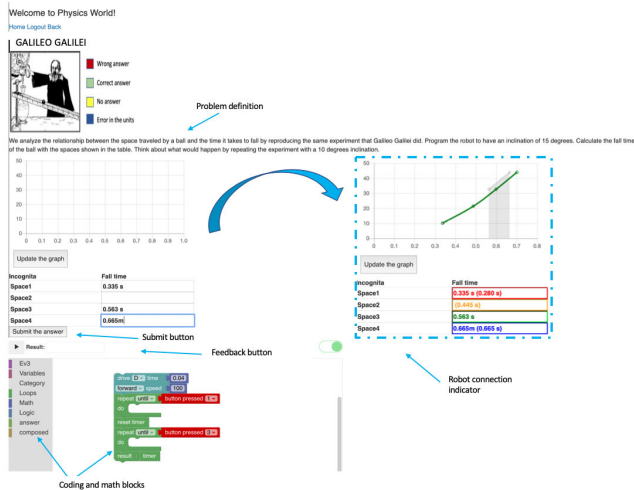 Welcome to Physics World!
Home Logout Back
GALILEO GALILEI
Wrong answer
Correct answer
No answer
Error in the units
Problem definition
We analyze the relationship between the space traveled by a ball and the time it takes to fall by reproducing the same experiment that Galileo Galilei did. Program the robot to have an inclination of 15 degrees. Calculate the fall time
of the ball with the spaces shown in the table. Think about what would happen by repeating the experiment with a 10 degrees inclination.
50
40
30
20
10
0
0 0.1 0.2 0.3 0.4 0.5 0.6 0.7 0.8 0.9 1.0
Update the graph
Incognita Fall time
Space1 0.335 s
Space2
Space3 0.563 s
Space4 0.665m
Submit the answer
Submit button
Result:
Feedback button
50
40
30
20
10
0
0 0.1 0.2 0.3 0.4 0.5 0.6 0.7 0.8
Update the graph
Incognita Fall time
Space1 0.335 s (0.280 s)
Space2 (0.445 s)
Space3 0.563 s
Space4 0.665m (0.665 s)
Robot connection
indicator
Ev3
Variables
Category
Loops
Math
Logic
answer
composed
drive D time 0.04
forward speed 100
repeat until button pressed 1
do
reset timer
repeat until button pressed 3
do
result timer
Coding and math blocks